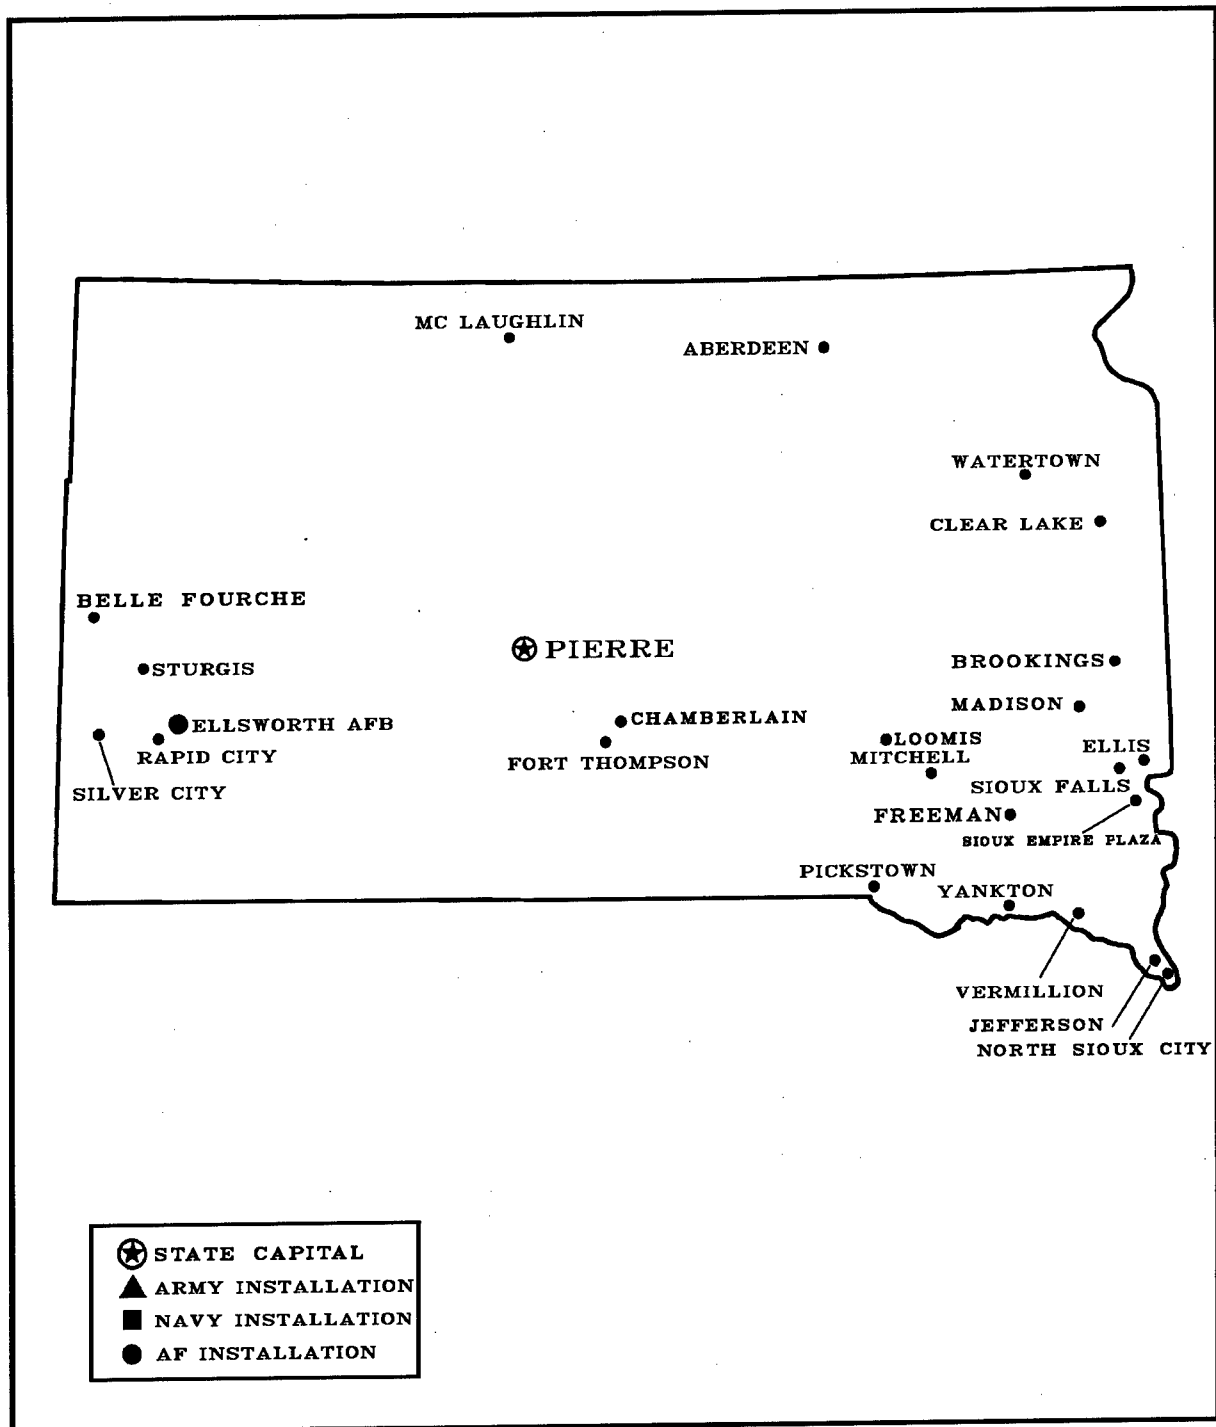 MC LAUGHLIN
ABERDEEN
WATERTOWN
CLEAR LAKE
BELLE FOURCHE
PIERRE
STURGIS
BROOKINGS
MADISON
CHAMBERLAIN
ELLSWORTH AFB
LOOMIS
ELLIS
RAPID CITY
FORT THOMPSON
MITCHELL
SIOUX FALLS
SILVER CITY
FREEMAN
SIOUX EMPIRE PLAZA
PICKSTOWN
YANKTON
VERMILLION
JEFFERSON
NORTH SIOUX CITY
STATE CAPITAL
ARMY INSTALLATION
NAVY INSTALLATION
AF INSTALLATION